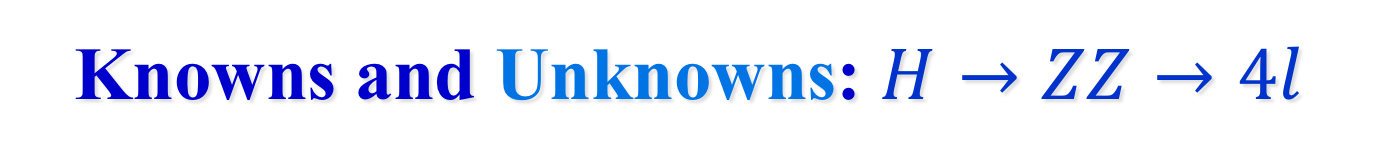 Knowns and Unknowns: H → ZZ → 4l